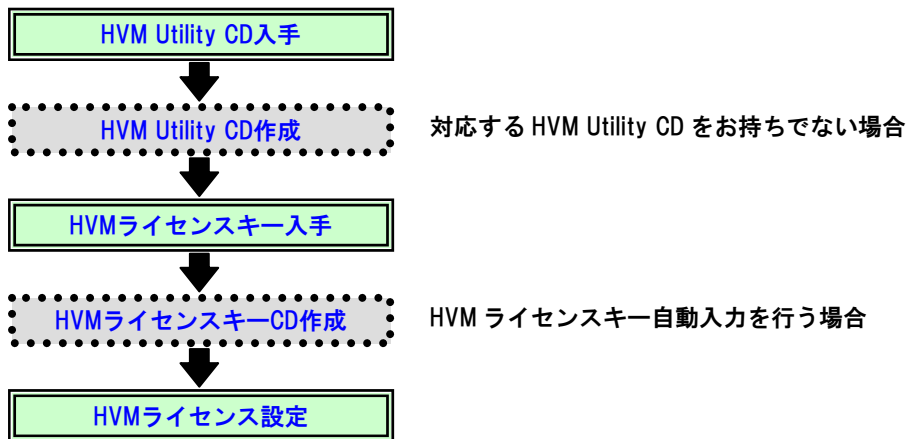 HVM Utility CD入手
HVM Utility CD作成
対応する HVM Utility CD をお持ちでない場合
HVMライセンスキー入手
HVMライセンスキーCD作成
HVM ライセンスキー自動入力を行う場合
HVMライセンス設定